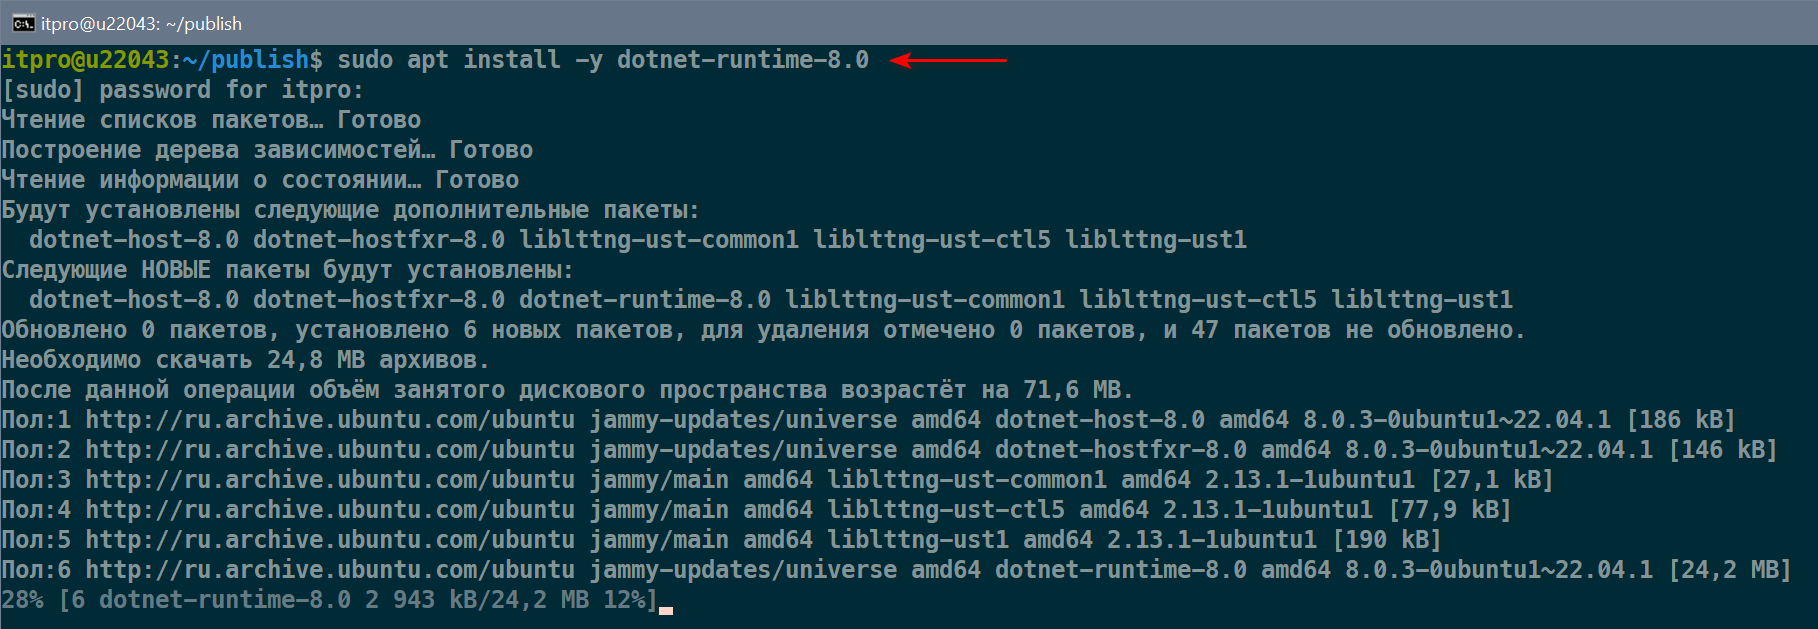 itpro@u22043: ~/publish
itpro@u22043:~/publish$ sudo apt install -y dotnet-runtime-8.0
[sudo] password for itpro:
Чтение списков пакетов… Готово
Построение дерева зависимостей… Готово
Чтение информации о состоянии… Готово
Будут установлены следующие дополнительные пакеты:
  dotnet-host-8.0 dotnet-hostfxr-8.0 liblttng-ust-common1 liblttng-ust-ctl5 liblttng-ust1
Следующие НОВЫЕ пакеты будут установлены:
  dotnet-host-8.0 dotnet-hostfxr-8.0 dotnet-runtime-8.0 liblttng-ust-common1 liblttng-ust-ctl5 liblttng-ust1
Обновлено 0 пакетов, установлено 6 новых пакетов, для удаления отмечено 0 пакетов, и 47 пакетов не обновлено.
Необходимо скачать 24,8 MB архивов.
После данной операции объём занятого дискового пространства возрастёт на 71,6 MB.
Пол:1 http://ru.archive.ubuntu.com/ubuntu jammy-updates/universe amd64 dotnet-host-8.0 amd64 8.0.3-0ubuntu1~22.04.1 [186 kB]
Пол:2 http://ru.archive.ubuntu.com/ubuntu jammy-updates/universe amd64 dotnet-hostfxr-8.0 amd64 8.0.3-0ubuntu1~22.04.1 [146 kB]
Пол:3 http://ru.archive.ubuntu.com/ubuntu jammy/main amd64 liblttng-ust-common1 amd64 2.13.1-1ubuntu1 [27,1 kB]
Пол:4 http://ru.archive.ubuntu.com/ubuntu jammy/main amd64 liblttng-ust-ctl5 amd64 2.13.1-1ubuntu1 [77,9 kB]
Пол:5 http://ru.archive.ubuntu.com/ubuntu jammy/main amd64 liblttng-ust1 amd64 2.13.1-1ubuntu1 [190 kB]
Пол:6 http://ru.archive.ubuntu.com/ubuntu jammy-updates/universe amd64 dotnet-runtime-8.0 amd64 8.0.3-0ubuntu1~22.04.1 [24,2 MB]
28% [6 dotnet-runtime-8.0 2 943 kB/24,2 MB 12%]